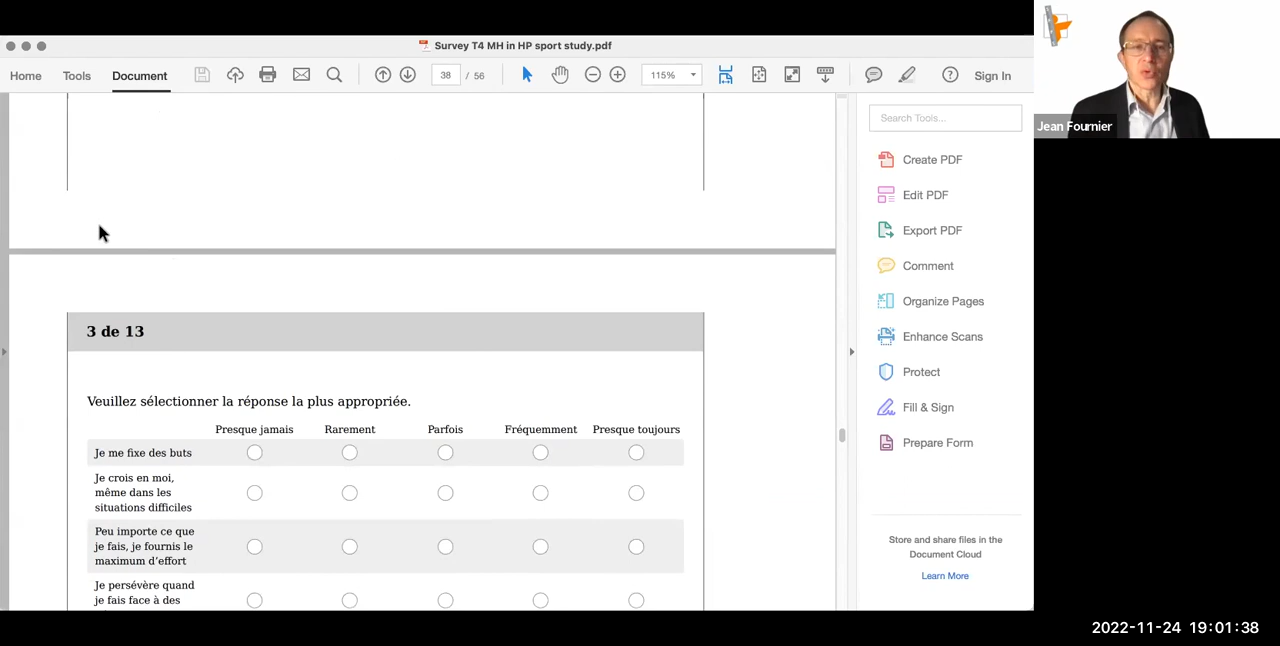 Survey T4 MH in HP sport study.pdf
Home Tools Document 38 / 56 115% Sign In
Search Tools...
Jean Fournier
Create PDF
Edit PDF
Export PDF
Comment
Organize Pages
Enhance Scans
Protect
Fill & Sign
Prepare Form
Store and share files in the
Document Cloud
Learn More
3 de 13
Veuillez sélectionner la réponse la plus appropriée.
Presque jamais Rarement Parfois Fréquemment Presque toujours
Je me fixe des buts
Je crois en moi,
même dans les
situations difficiles
Peu importe ce que
je fais, je fournis le
maximum d’effort
Je persévère quand
je fais face à des
2022-11-24 19:01:38